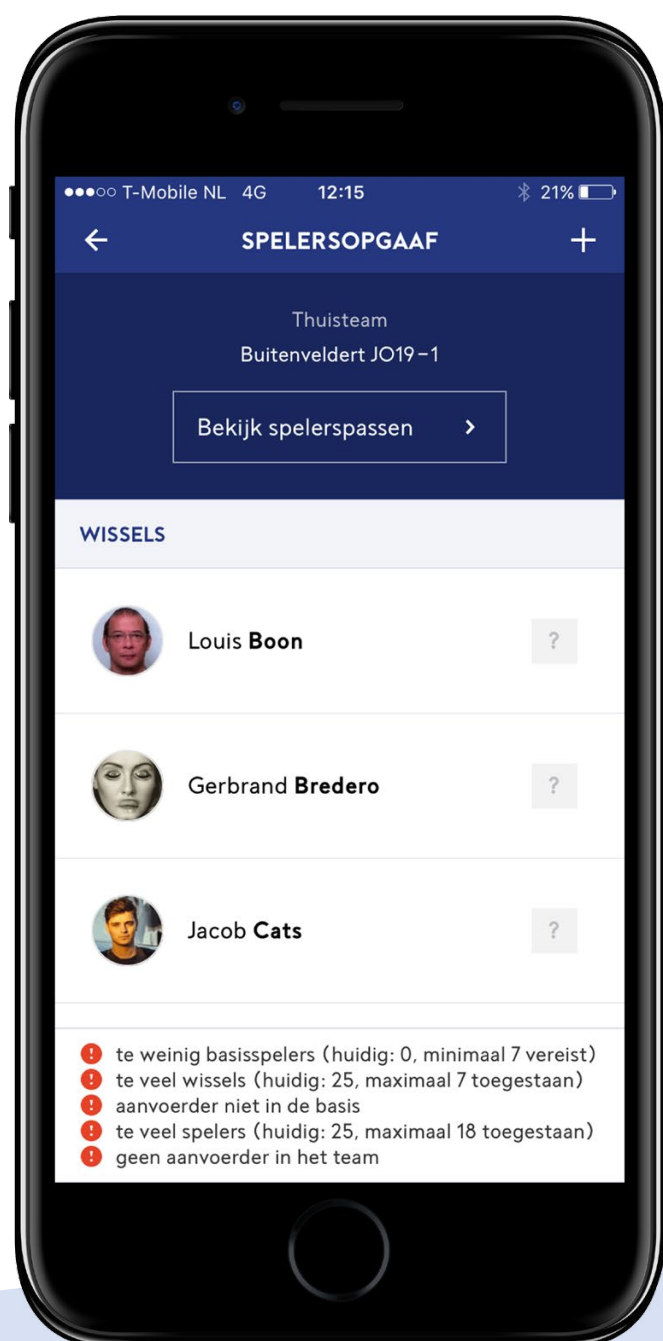 T-Mobile NL 4G 12:15 21%
SPELERSOPGAAF
Thuisteam
Buitenveldert JO19-1
Bekijk spelerspassen
WISSELS
Louis Boon
?
Gerbrand Bredero
?
Jacob Cats
?
te weinig basisspelers (huidig: 0, minimaal 7 vereist)
te veel wissels (huidig: 25, maximaal 7 toegestaan)
aanvoerder niet in de basis
te veel spelers (huidig: 25, maximaal 18 toegestaan)
geen aanvoerder in het team